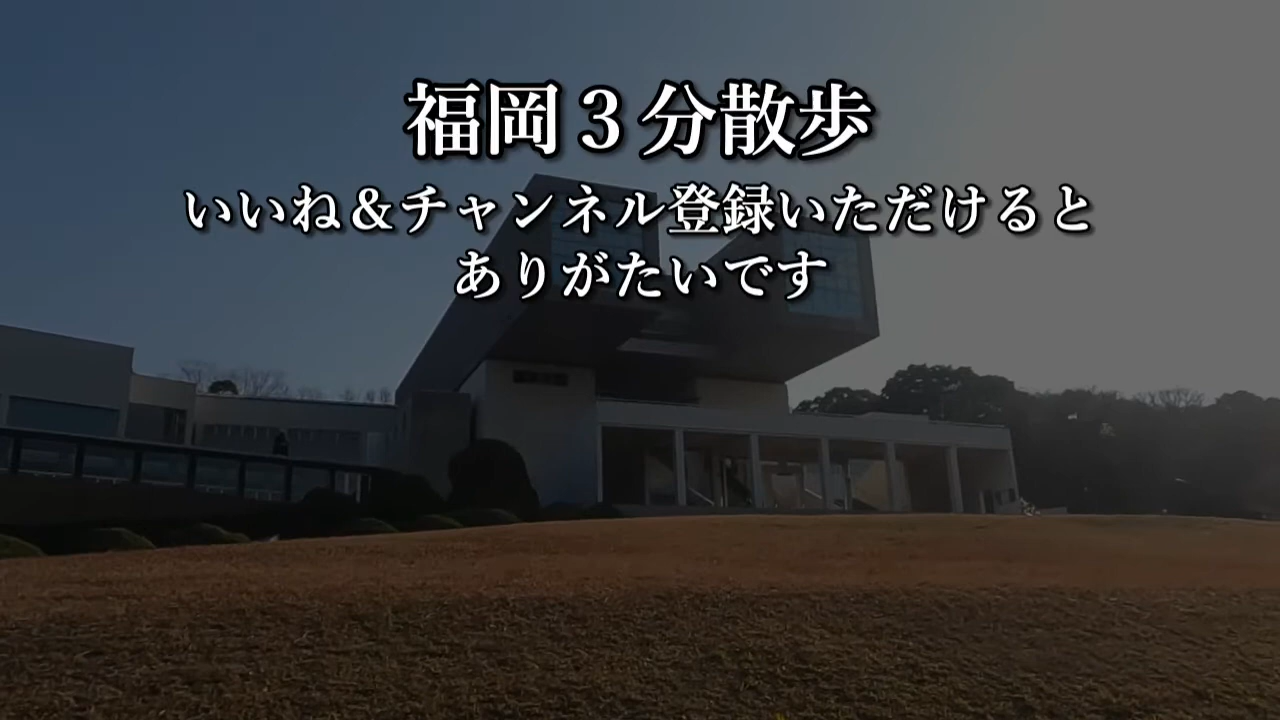 福岡３分散歩
いいね＆チャンネル登録いただけると
ありがたいです